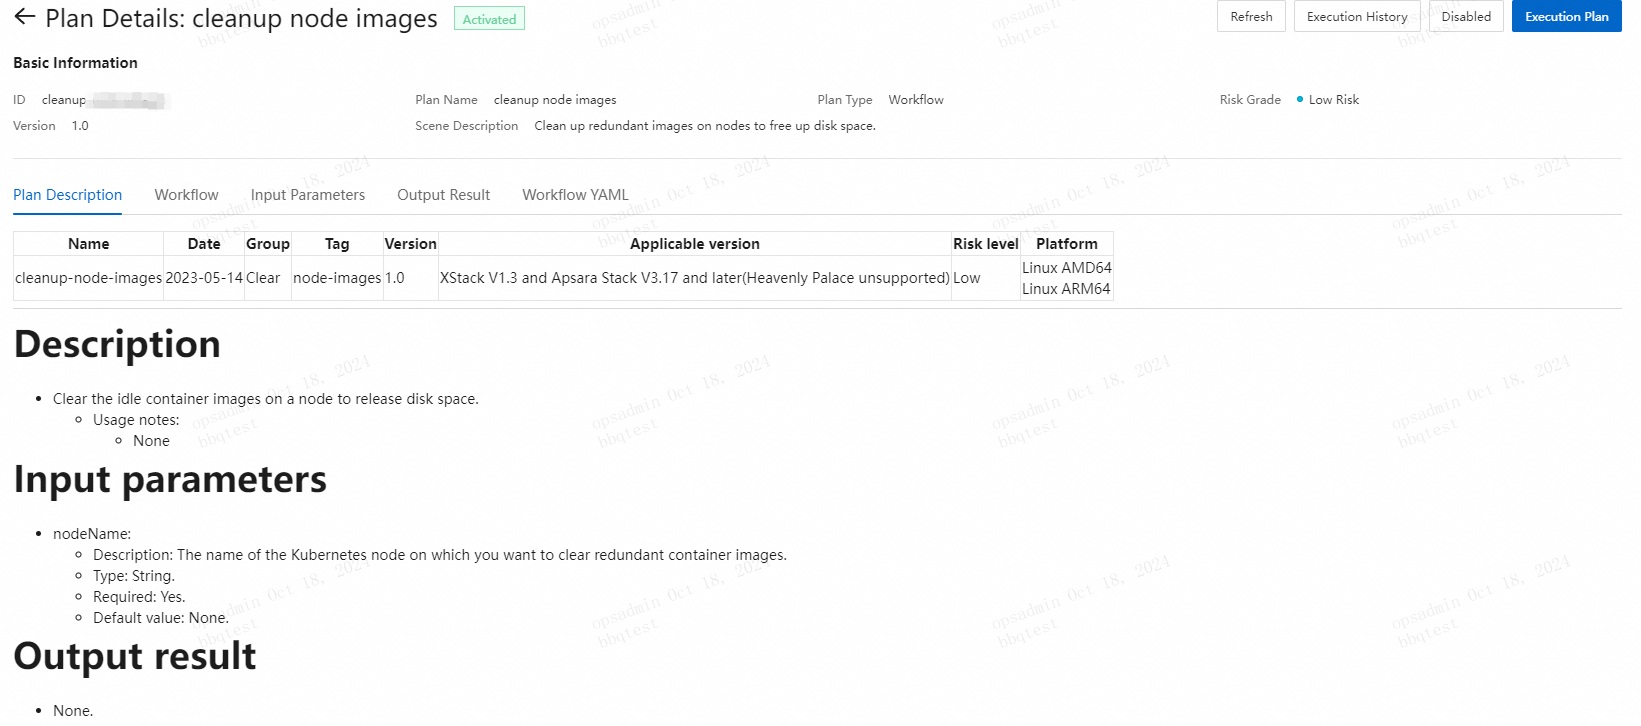 Plan Details: cleanup node images Activated Refresh Execution History Disabled Execution Plan
Basic Information
ID cleanup Plan Name cleanup node images Plan Type Workflow Risk Grade Low Risk
Version 1.0 Scene Description Clean up redundant images on nodes to free up disk space.
Plan Description Workflow Input Parameters Output Result Workflow YAML
Name Date Group Tag Version Applicable version Risk level Platform
cleanup-node-images 2023-05-14 Clear node-images 1.0 XStack V1.3 and Apsara Stack V3.17 and later(Heavenly Palace unsupported) Low Linux AMD64
Linux ARM64
Description
Clear the idle container images on a node to release disk space.
Usage notes:
None
Input parameters
nodeName:
Description: The name of the Kubernetes node on which you want to clear redundant container images.
Type: String.
Required: Yes.
Default value: None.
Output result
None.
opsadmin Oct 18, 2024
bbqtest